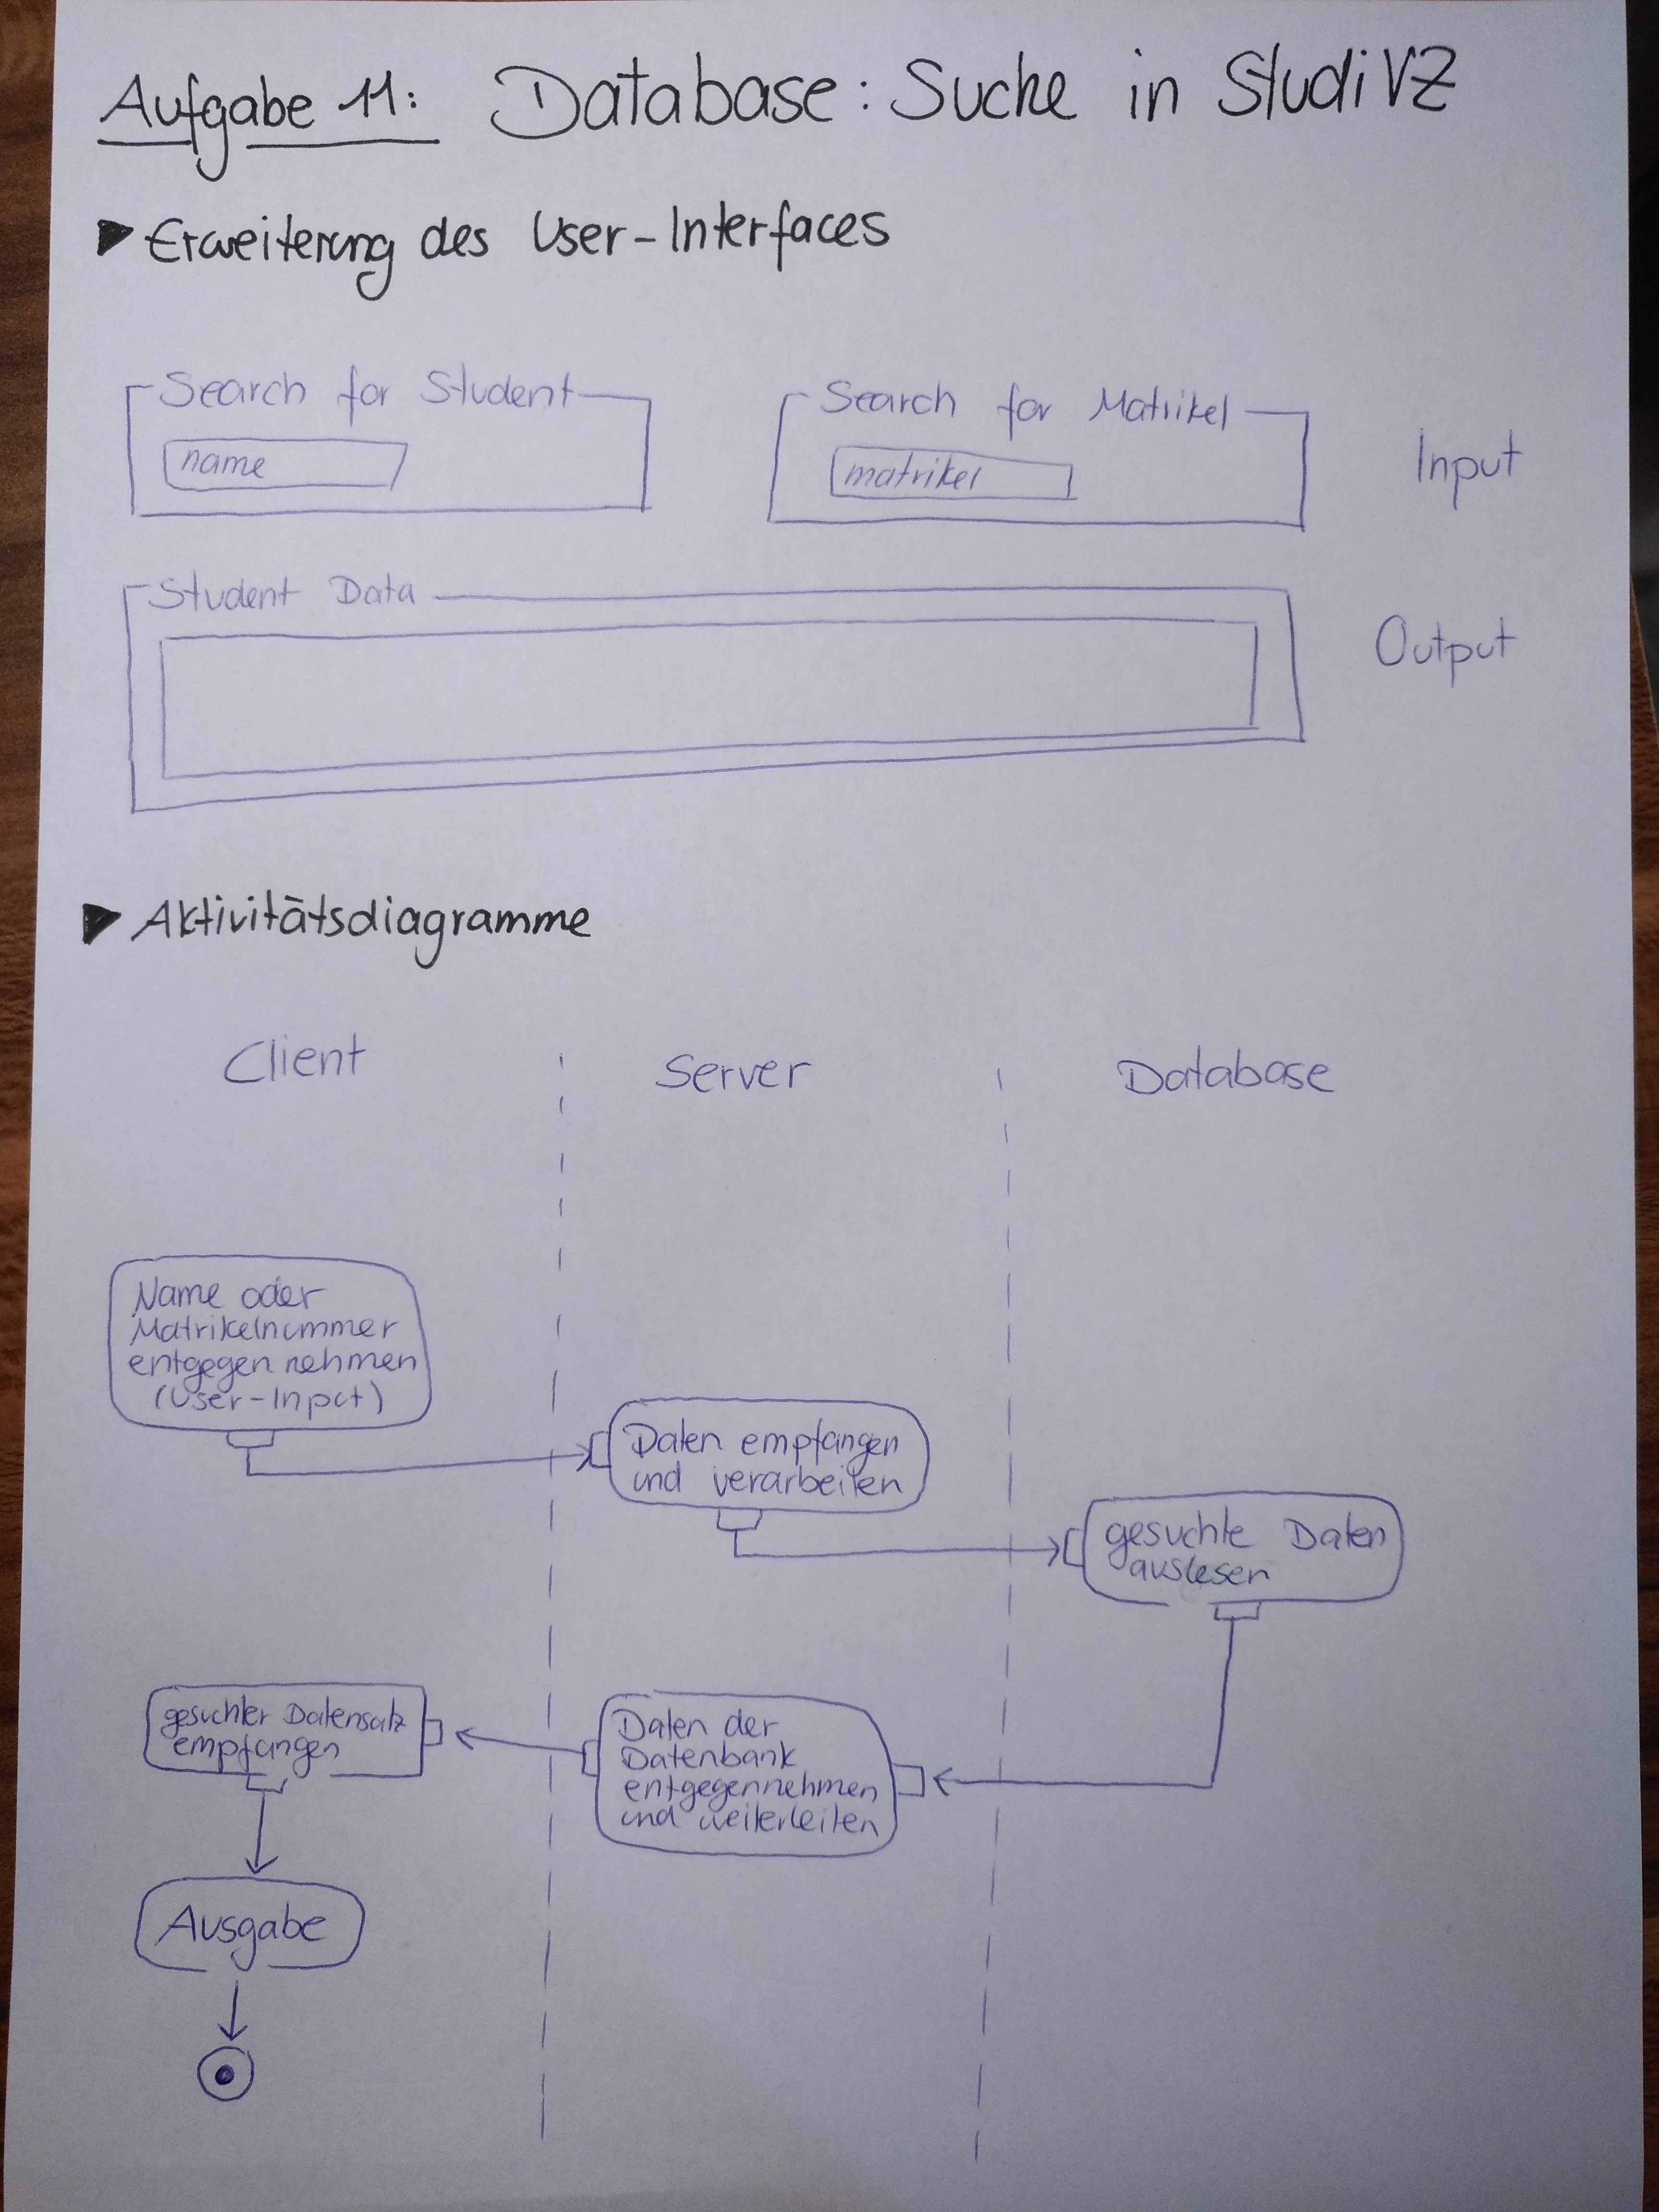 Aufgabe 11: Database: Suche in StudiVZ
Erweiterung des User-Interfaces
Search for Student
name
Search for Matrikel
matrikel
Input
Student Data
Output
Aktivitätsdiagramme
Client
Server
Database
Name oder
Matrikelnummer
entgegen nehmen
(User-Input)
Daten empfangen
und verarbeiten
gesuchte Daten
auslesen
gesuchter Datensatz
empfangen
Daten der
Datenbank
entgegennehmen
und weiterleiten
Ausgabe